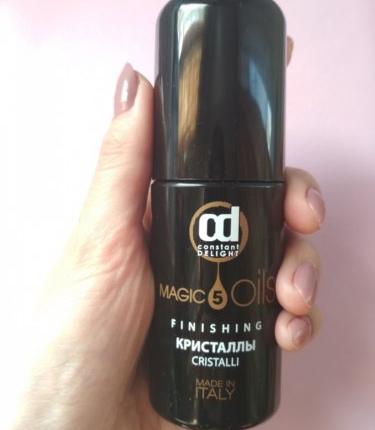 cd
constant
DELIGHT
MAGIC 5 Oils
FINISHING
КРИСТАЛЛЫ
CRISTALLI
MADE IN
ITALY